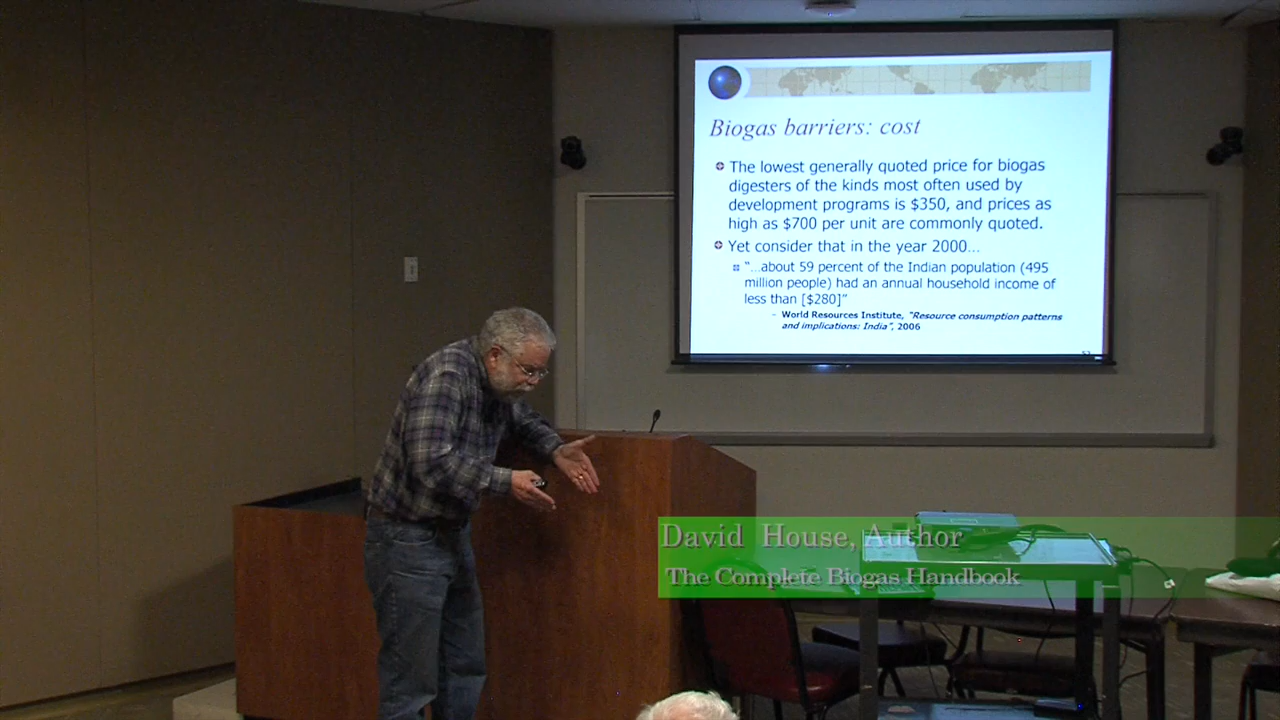 Biogas barriers: cost
The lowest generally quoted price for biogas
digesters of the kinds most often used by
development programs is $350, and prices as
high as $700 per unit are commonly quoted.
Yet consider that in the year 2000...
"...about 59 percent of the Indian population (495
million people) had an annual household income of
less than [$280]"
– World Resources Institute, "Resource consumption patterns
and implications: India", 2006
David House, Author
The Complete Biogas Handbook